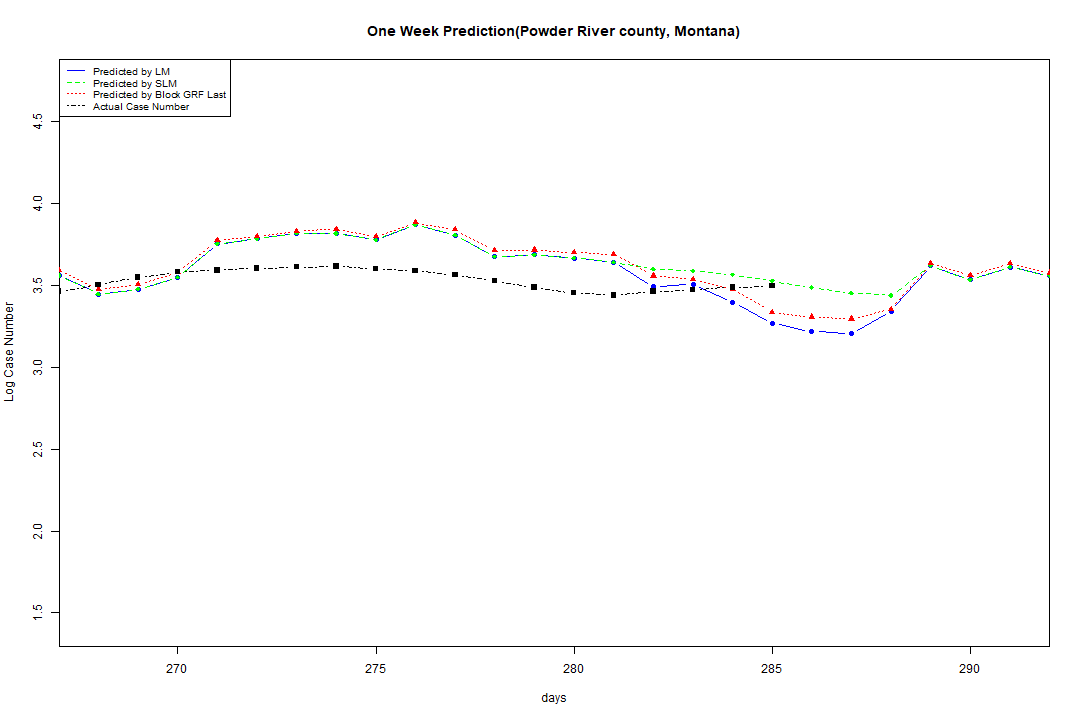 One Week Prediction(Powder River county, Montana)
Predicted by LM
Predicted by SLM
Predicted by Block GRF Last
Actual Case Number
4.5
4.0
3.5
3.0
2.5
2.0
1.5
Log Case Number
270 275 280 285 290
days